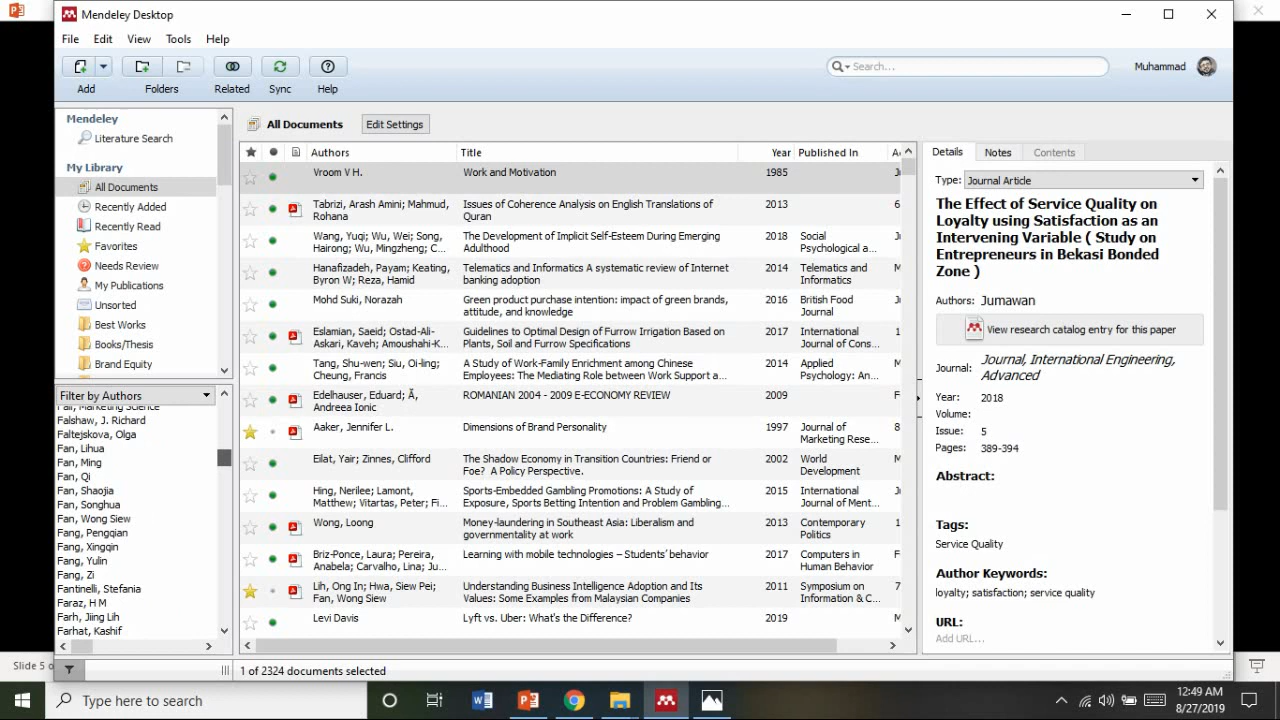 Mendeley Desktop
File Edit View Tools Help
Add Folders Related Sync Help
Search...
Muhammad
Mendeley
Literature Search
My Library
All Documents
Recently Added
Recently Read
Favorites
Needs Review
My Publications
Unsorted
Best Works
Books/Thesis
Brand Equity
Filter by Authors
Fall, Marketing Science
Falshaw, J. Richard
Faltejskova, Olga
Fan, Lihua
Fan, Ming
Fan, Qi
Fan, Shaojia
Fan, Songhua
Fan, Wong Siew
Fang, Pengqian
Fang, Xingqin
Fang, Yulin
Fang, Zi
Fantinelli, Stefania
Faraz, H M
Farh, Jiing Lih
Farhat, Kashif
All Documents Edit Settings
Authors Title Year Published In
Vroom V H. Work and Motivation 1985
Tabrizi, Arash Amini; Mahmud, Issues of Coherence Analysis on English Translations of 2013 6
Rohana Quran
Wang, Yuqi; Wu, Wei; Song, The Development of Implicit Self-Esteem During Emerging 2018 Social
Hairong; Wu, Mingzheng; C... Adulthood Psychological a...
Hanafizadeh, Payam; Keating, Telematics and Informatics A systematic review of Internet 2014 Telematics and
Byron W; Reza, Hamid banking adoption Informatics
Mohd Suki, Norazah Green product purchase intention: impact of green brands, 2016 British Food
attitude, and knowledge Journal
Eslamian, Saeid; Ostad-Ali- Guidelines to Optimal Design of Furrow Irrigation Based on 2017 International 1
Askari, Kaveh; Amoushahi-K... Plants, Soil and Furrow Specifications Journal of Cons...
Tang, Shu-wen; Siu, Oi-ling; A Study of Work-Family Enrichment among Chinese 2014 Applied
Cheung, Francis Employees: The Mediating Role between Work Support a... Psychology: An...
Edelhauser, Eduard; Ã, ROMANIAN 2004 - 2009 E-ECONOMY REVIEW 2009 F
Andreea Ionic
Aaker, Jennifer L. Dimensions of Brand Personality 1997 Journal of 8
Marketing Rese...
Eilat, Yair; Zinnes, Clifford The Shadow Economy in Transition Countries: Friend or 2002 World
Foe? A Policy Perspective. Development
Hing, Nerilee; Lamont, Sports-Embedded Gambling Promotions: A Study of 2015 International
Matthew; Vitartas, Peter; Fi... Exposure, Sports Betting Intention and Problem Gambling... Journal of Ment...
Wong, Loong Money-laundering in Southeast Asia: Liberalism and 2013 Contemporary 1
governmentality at work Politics
Briz-Ponce, Laura; Pereira, Learning with mobile technologies – Students’ behavior 2017 Computers in F
Anabela; Carvalho, Lina; Ju... Human Behavior
Lih, Ong In; Hwa, Siew Pei; Understanding Business Intelligence Adoption and Its 2011 Symposium on 7
Fan, Wong Siew Values: Some Examples from Malaysian Companies Information & C...
Levi Davis Lyft vs. Uber: What's the Difference? 2019
1 of 2324 documents selected
Details Notes Contents
Type: Journal Article
The Effect of Service Quality on
Loyalty using Satisfaction as an
Intervening Variable ( Study on
Entrepreneurs in Bekasi Bonded
Zone )
Authors: Jumawan
View research catalog entry for this paper
Journal: Journal, International Engineering,
Advanced
Year: 2018
Volume:
Issue: 5
Pages: 389-394
Abstract:
Tags:
Service Quality
Author Keywords:
loyalty; satisfaction; service quality
URL:
Add URL...
Slide 5 o
Type here to search
12:49 AM
8/27/2019